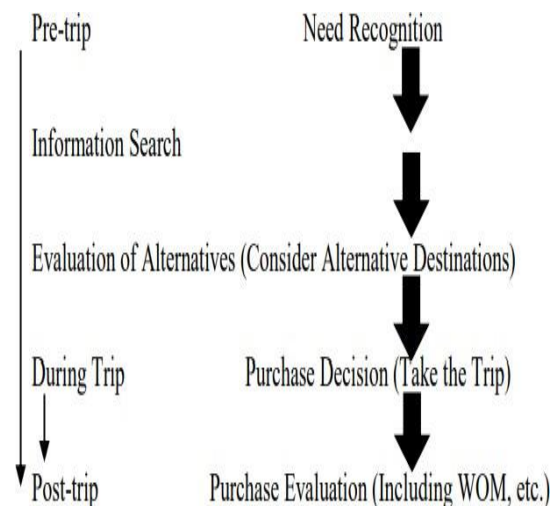 Pre-trip Need Recognition
Information Search
Evaluation of Alternatives (Consider Alternative Destinations)
During Trip Purchase Decision (Take the Trip)
Post-trip Purchase Evaluation (Including WOM, etc.)